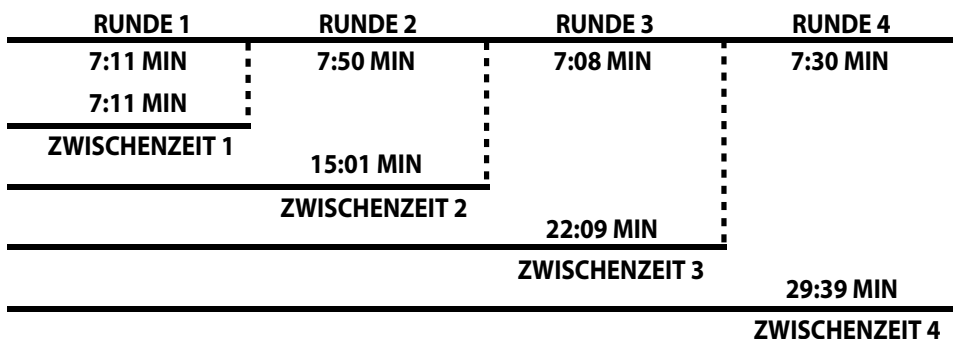 RUNDE 1 RUNDE 2 RUNDE 3 RUNDE 4
7:11 MIN 7:50 MIN 7:08 MIN 7:30 MIN
7:11 MIN
ZWISCHENZEIT 1
15:01 MIN
ZWISCHENZEIT 2
22:09 MIN
ZWISCHENZEIT 3
29:39 MIN
ZWISCHENZEIT 4